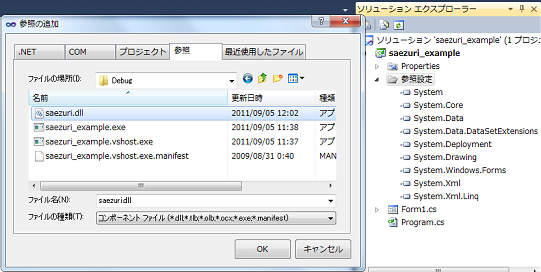 参照の追加
.NET COM プロジェクト 参照 最近使用したファイル
ファイルの場所(I): Debug
名前 更新日時 種類
saezuri.dll 2011/09/05 12:02 アプ
saezuri_example.exe 2011/09/05 11:38 アプ
saezuri_example.vshost.exe 2011/09/05 11:37 アプ
saezuri_example.vshost.exe.manifest 2009/08/31 0:40 MAN
ファイル名(N): saezuri.dll
ファイルの種類(T): コンポーネント ファイル (*.dll;*.tlb;*.olb;*.ocx;*.exe;*.manifest)
OK キャンセル
ソリューション エクスプローラー
ソリューション 'saezuri_example' (1 プロジ
saezuri_example
Properties
参照設定
System
System.Core
System.Data
System.Data.DataSetExtensions
System.Deployment
System.Drawing
System.Windows.Forms
System.Xml
System.Xml.Linq
Form1.cs
Program.cs